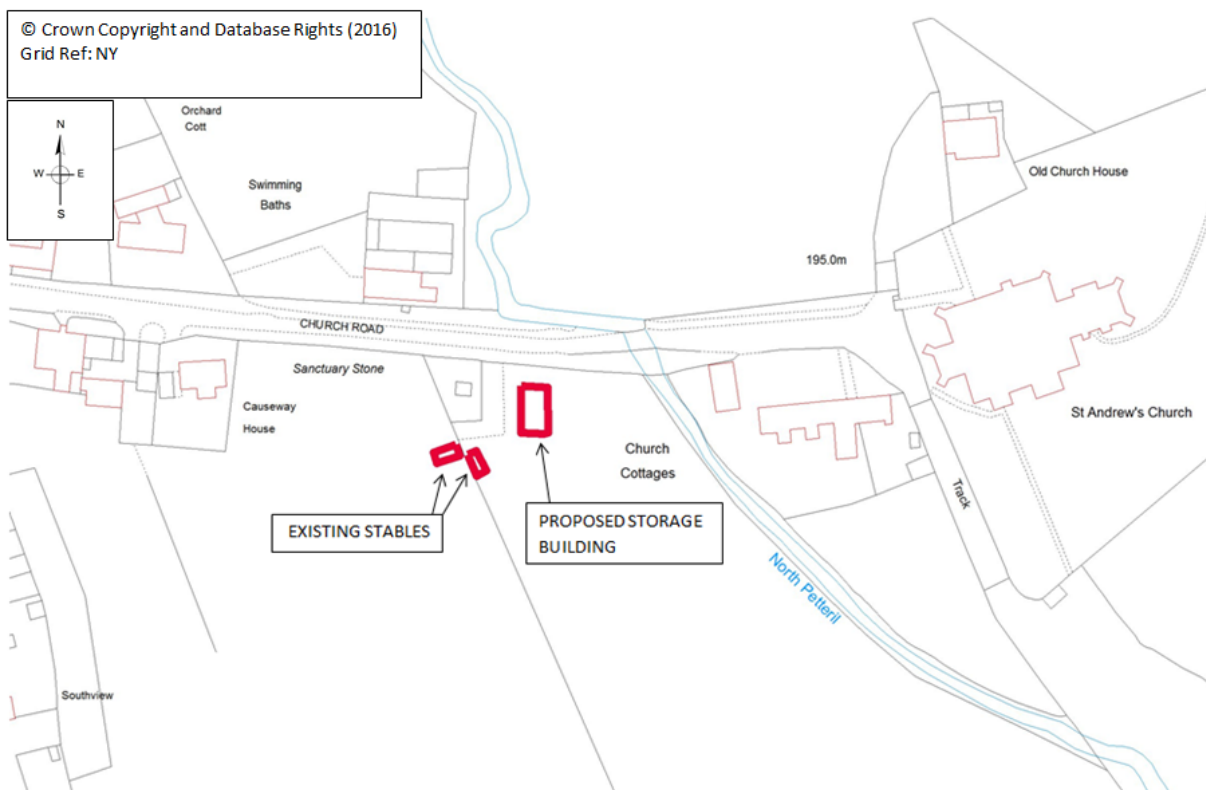 © Crown Copyright and Database Rights (2016)
Grid Ref: NY
N
W E
S
Orchard
Cott
Swimming
Baths
Old Church House
195.0m
CHURCH ROAD
Sanctuary Stone
Causeway
House
St Andrew's Church
Church
Cottages
Track
EXISTING STABLES
PROPOSED STORAGE
BUILDING
North Petteril
Southview